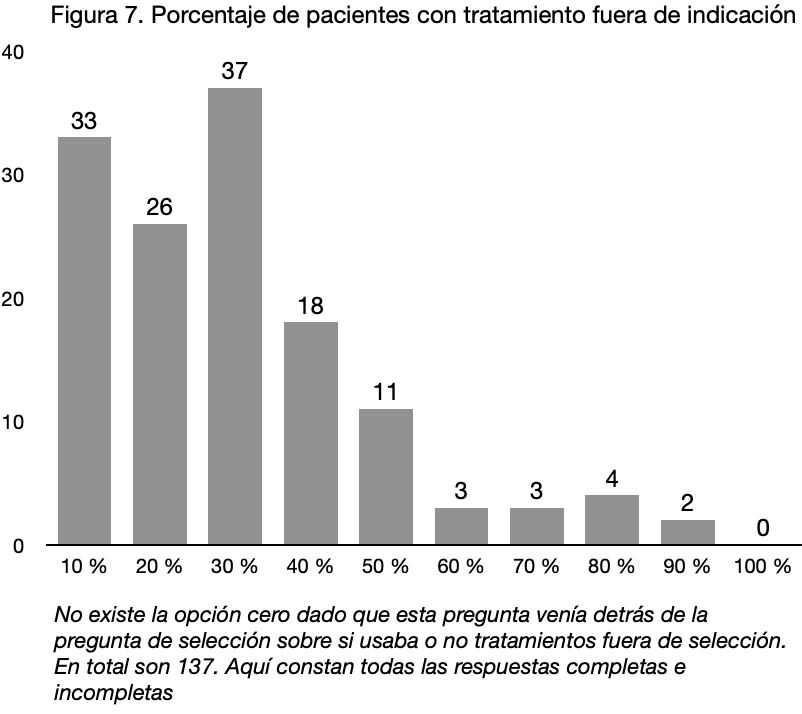 Figura 7. Porcentaje de pacientes con tratamiento fuera de indicación
40
30
20
10
0
33
26
37
18
11
3
3
4
2
0
10 % 20 % 30 % 40 % 50 % 60 % 70 % 80 % 90 % 100 %
No existe la opción cero dado que esta pregunta venía detrás de la
pregunta de selección sobre si usaba o no tratamientos fuera de selección.
En total son 137. Aquí constan todas las respuestas completas e
incompletas